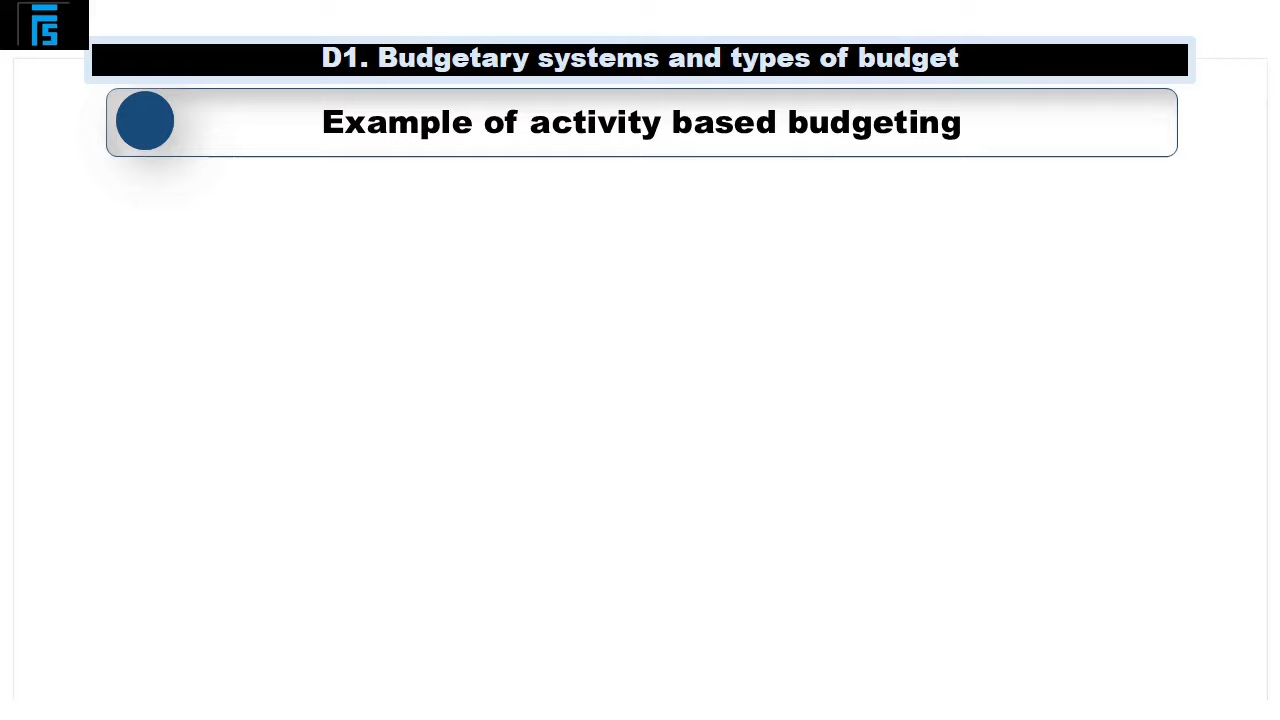 D1. Budgetary systems and types of budget
Example of activity based budgeting